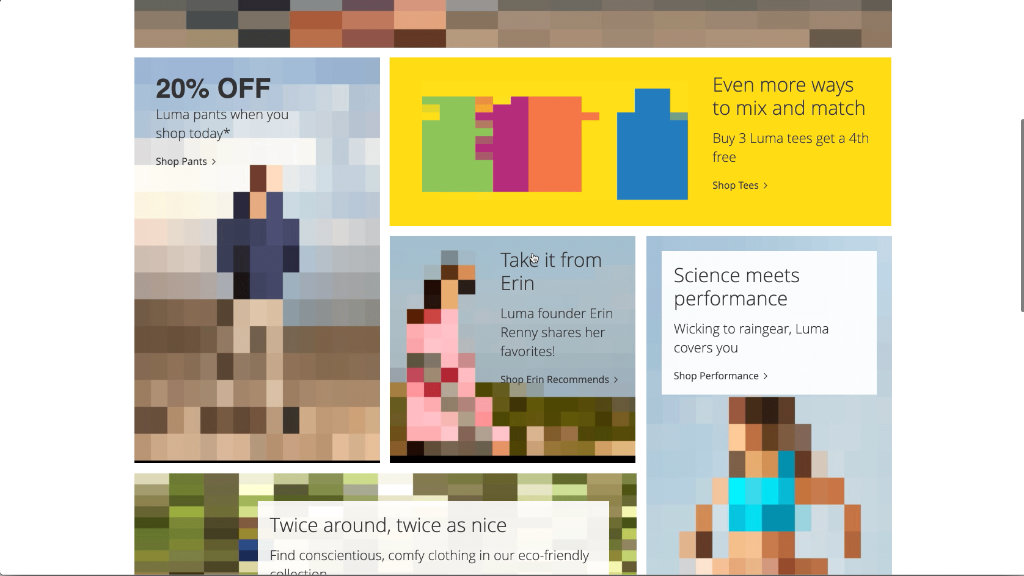 20% OFF
Luma pants when you
shop today*
Shop Pants >
Even more ways
to mix and match
Buy 3 Luma tees get a 4th
free
Shop Tees >
Take it from
Erin
Luma founder Erin
Renny shares her
favorites!
Shop Erin Recommends >
Science meets
performance
Wicking to raingear, Luma
covers you
Shop Performance >
Twice around, twice as nice
Find conscientious, comfy clothing in our eco-friendly
collection